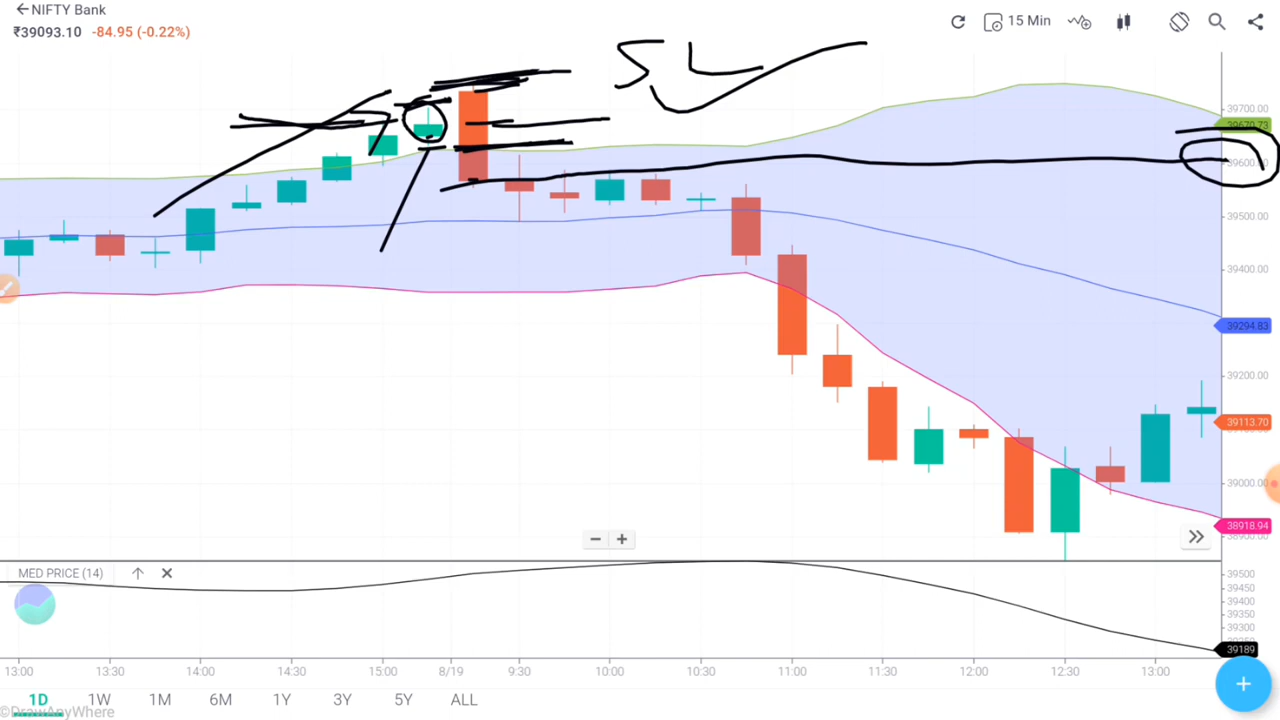 NIFTY Bank
₹39093.10 -84.95 (-0.22%)
15 Min
SL
39700.00
39670.73
39600.00
39500.00
39400.00
39294.83
39200.00
39113.70
39000.00
38918.94
38900.00
MED PRICE (14)
39500
39450
39400
39350
39300
39189
13:00 13:30 14:00 14:30 15:00 8/19 9:30 10:00 10:30 11:00 11:30 12:00 12:30 13:00
1D 1W 1M 6M 1Y 3Y 5Y ALL
©DrawAnyWhere